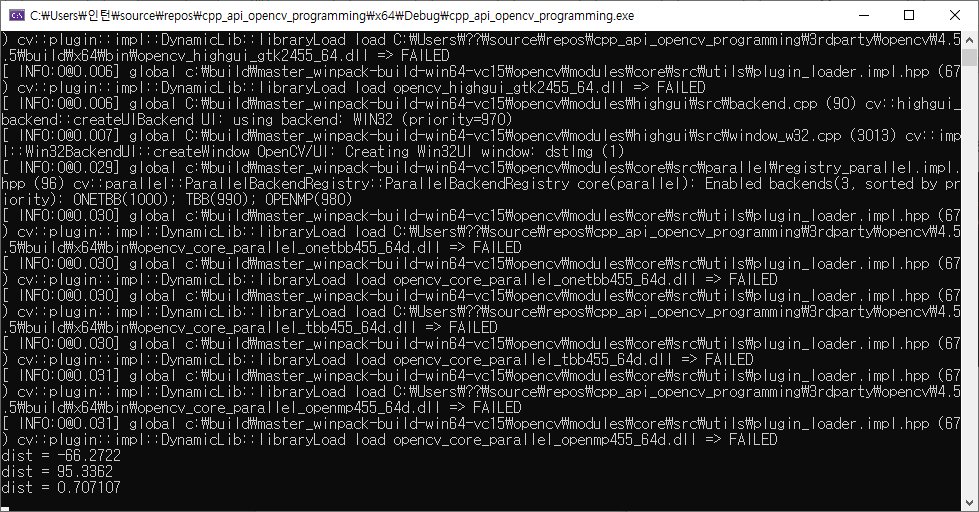 C:₩Users₩인턴₩source₩repos₩cpp_api_opencv_programming₩x64₩Debug₩cpp_api_opencv_programming.exe
) cv::plugin::impl::DynamicLib::libraryLoad load C:₩Users₩??₩source₩repos₩cpp_api_opencv_programming₩3rdparty₩opencv₩4.5
.5₩build₩x64₩bin₩opencv_highgui_gtk2455_64.dll => FAILED
[ INFO:0@0.006] global c:₩build₩master_winpack-build-win64-vc15₩opencv₩modules₩core₩src₩utils₩plugin_loader.impl.hpp (67
) cv::plugin::impl::DynamicLib::libraryLoad load opencv_highgui_gtk2455_64.dll => FAILED
[ INFO:0@0.006] global C:₩build₩master_winpack-build-win64-vc15₩opencv₩modules₩highgui₩src₩backend.cpp (90) cv::highgui_
backend::createUIBackend UI: using backend: WIN32 (priority=970)
[ INFO:0@0.007] global C:₩build₩master_winpack-build-win64-vc15₩opencv₩modules₩highgui₩src₩window_w32.cpp (3013) cv::imp
l::Win32BackendUI::createWindow OpenCV/UI: Creating Win32UI window: dstImg (1)
[ INFO:0@0.029] global c:₩build₩master_winpack-build-win64-vc15₩opencv₩modules₩core₩src₩parallel₩registry_parallel.impl.
hpp (96) cv::parallel::ParallelBackendRegistry::ParallelBackendRegistry core(parallel): Enabled backends(3, sorted by pr
iority): ONETBB(1000); TBB(990); OPENMP(980)
[ INFO:0@0.030] global c:₩build₩master_winpack-build-win64-vc15₩opencv₩modules₩core₩src₩utils₩plugin_loader.impl.hpp (67
) cv::plugin::impl::DynamicLib::libraryLoad load C:₩Users₩??₩source₩repos₩cpp_api_opencv_programming₩3rdparty₩opencv₩4.5
.5₩build₩x64₩bin₩opencv_core_parallel_onetbb455_64d.dll => FAILED
[ INFO:0@0.030] global c:₩build₩master_winpack-build-win64-vc15₩opencv₩modules₩core₩src₩utils₩plugin_loader.impl.hpp (67
) cv::plugin::impl::DynamicLib::libraryLoad load opencv_core_parallel_onetbb455_64d.dll => FAILED
[ INFO:0@0.030] global c:₩build₩master_winpack-build-win64-vc15₩opencv₩modules₩core₩src₩utils₩plugin_loader.impl.hpp (67
) cv::plugin::impl::DynamicLib::libraryLoad load C:₩Users₩??₩source₩repos₩cpp_api_opencv_programming₩3rdparty₩opencv₩4.5
.5₩build₩x64₩bin₩opencv_core_parallel_tbb455_64d.dll => FAILED
[ INFO:0@0.030] global c:₩build₩master_winpack-build-win64-vc15₩opencv₩modules₩core₩src₩utils₩plugin_loader.impl.hpp (67
) cv::plugin::impl::DynamicLib::libraryLoad load opencv_core_parallel_tbb455_64d.dll => FAILED
[ INFO:0@0.031] global c:₩build₩master_winpack-build-win64-vc15₩opencv₩modules₩core₩src₩utils₩plugin_loader.impl.hpp (67
) cv::plugin::impl::DynamicLib::libraryLoad load C:₩Users₩??₩source₩repos₩cpp_api_opencv_programming₩3rdparty₩opencv₩4.5
.5₩build₩x64₩bin₩opencv_core_parallel_openmp455_64d.dll => FAILED
[ INFO:0@0.031] global c:₩build₩master_winpack-build-win64-vc15₩opencv₩modules₩core₩src₩utils₩plugin_loader.impl.hpp (67
) cv::plugin::impl::DynamicLib::libraryLoad load opencv_core_parallel_openmp455_64d.dll => FAILED
dist = -66.2722
dist = 95.3362
dist = 0.707107